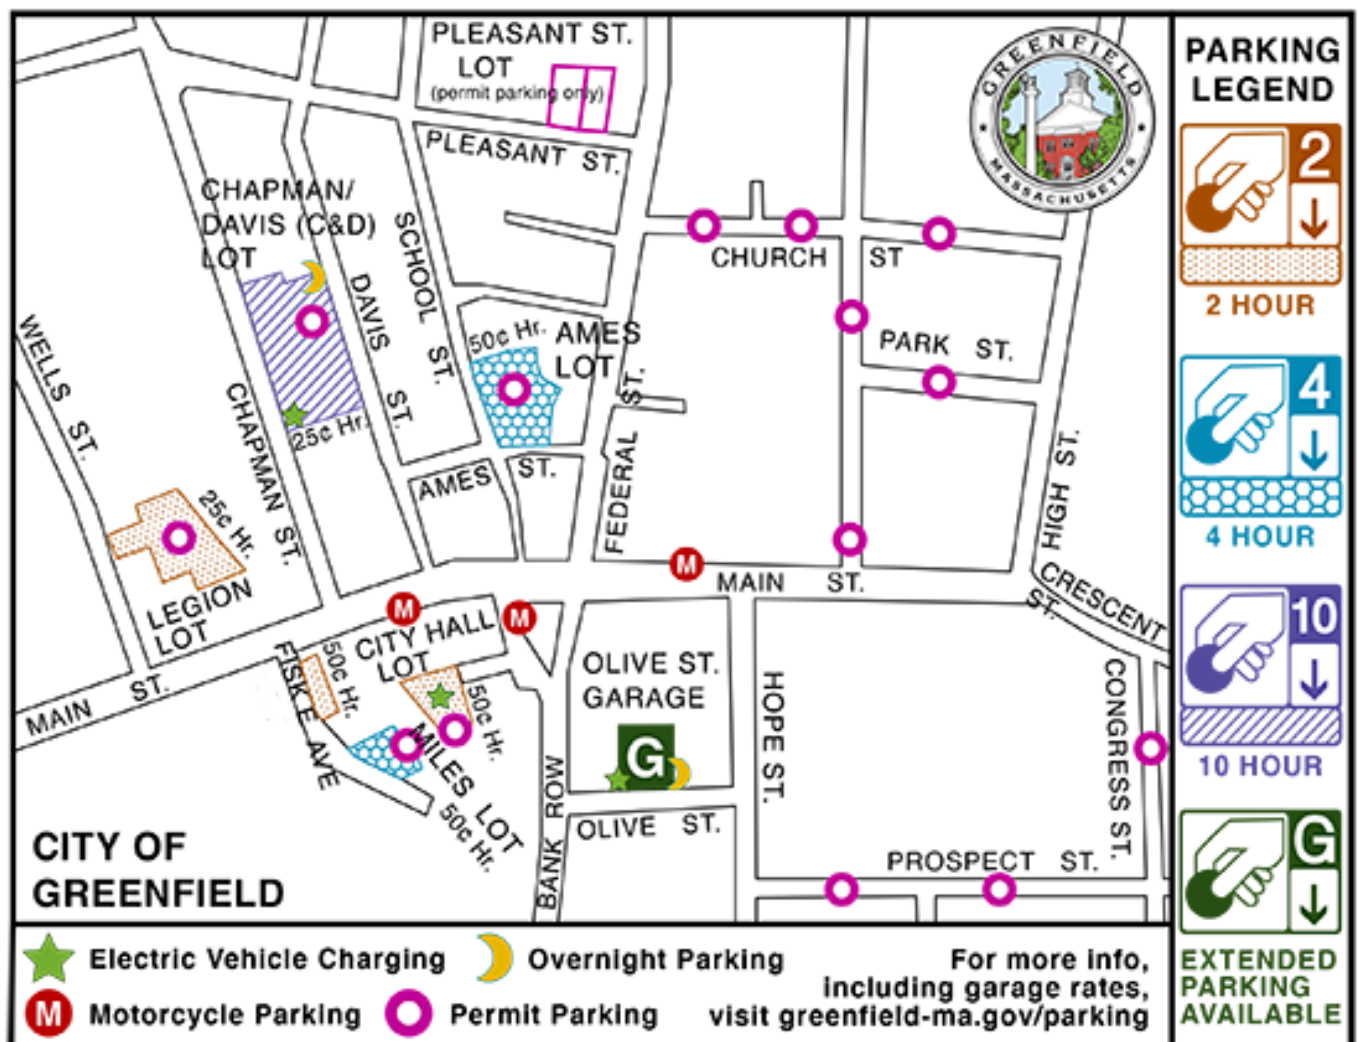 PLEASANT ST.
LOT
(permit parking only)
PLEASANT ST.
GREENFIELD
MASSACHUSETTS
CHAPMAN/
DAVIS (C&D)
LOT
SCHOOL ST.
DAVIS ST.
CHURCH ST
PARK ST.
50¢ Hr.
AMES
LOT
WELLS ST.
CHAPMAN ST.
25¢ Hr.
AMES ST.
FEDERAL ST.
HIGH ST.
25¢ Hr.
LEGION
LOT
M
MAIN ST.
CRESCENT
ST.
M
M
CITY HALL
LOT
FISKE AVE
50¢ Hr.
50¢ Hr.
MILES LOT
50¢ Hr.
MAIN ST.
OLIVE ST.
GARAGE
G
HOPE ST.
CONGRESS ST.
BANK ROW
OLIVE ST.
PROSPECT ST.
CITY OF
GREENFIELD
Electric Vehicle Charging
Overnight Parking
M Motorcycle Parking
Permit Parking
For more info,
including garage rates,
visit greenfield-ma.gov/parking
PARKING
LEGEND
2
2 HOUR
4
4 HOUR
10
10 HOUR
G
EXTENDED
PARKING
AVAILABLE